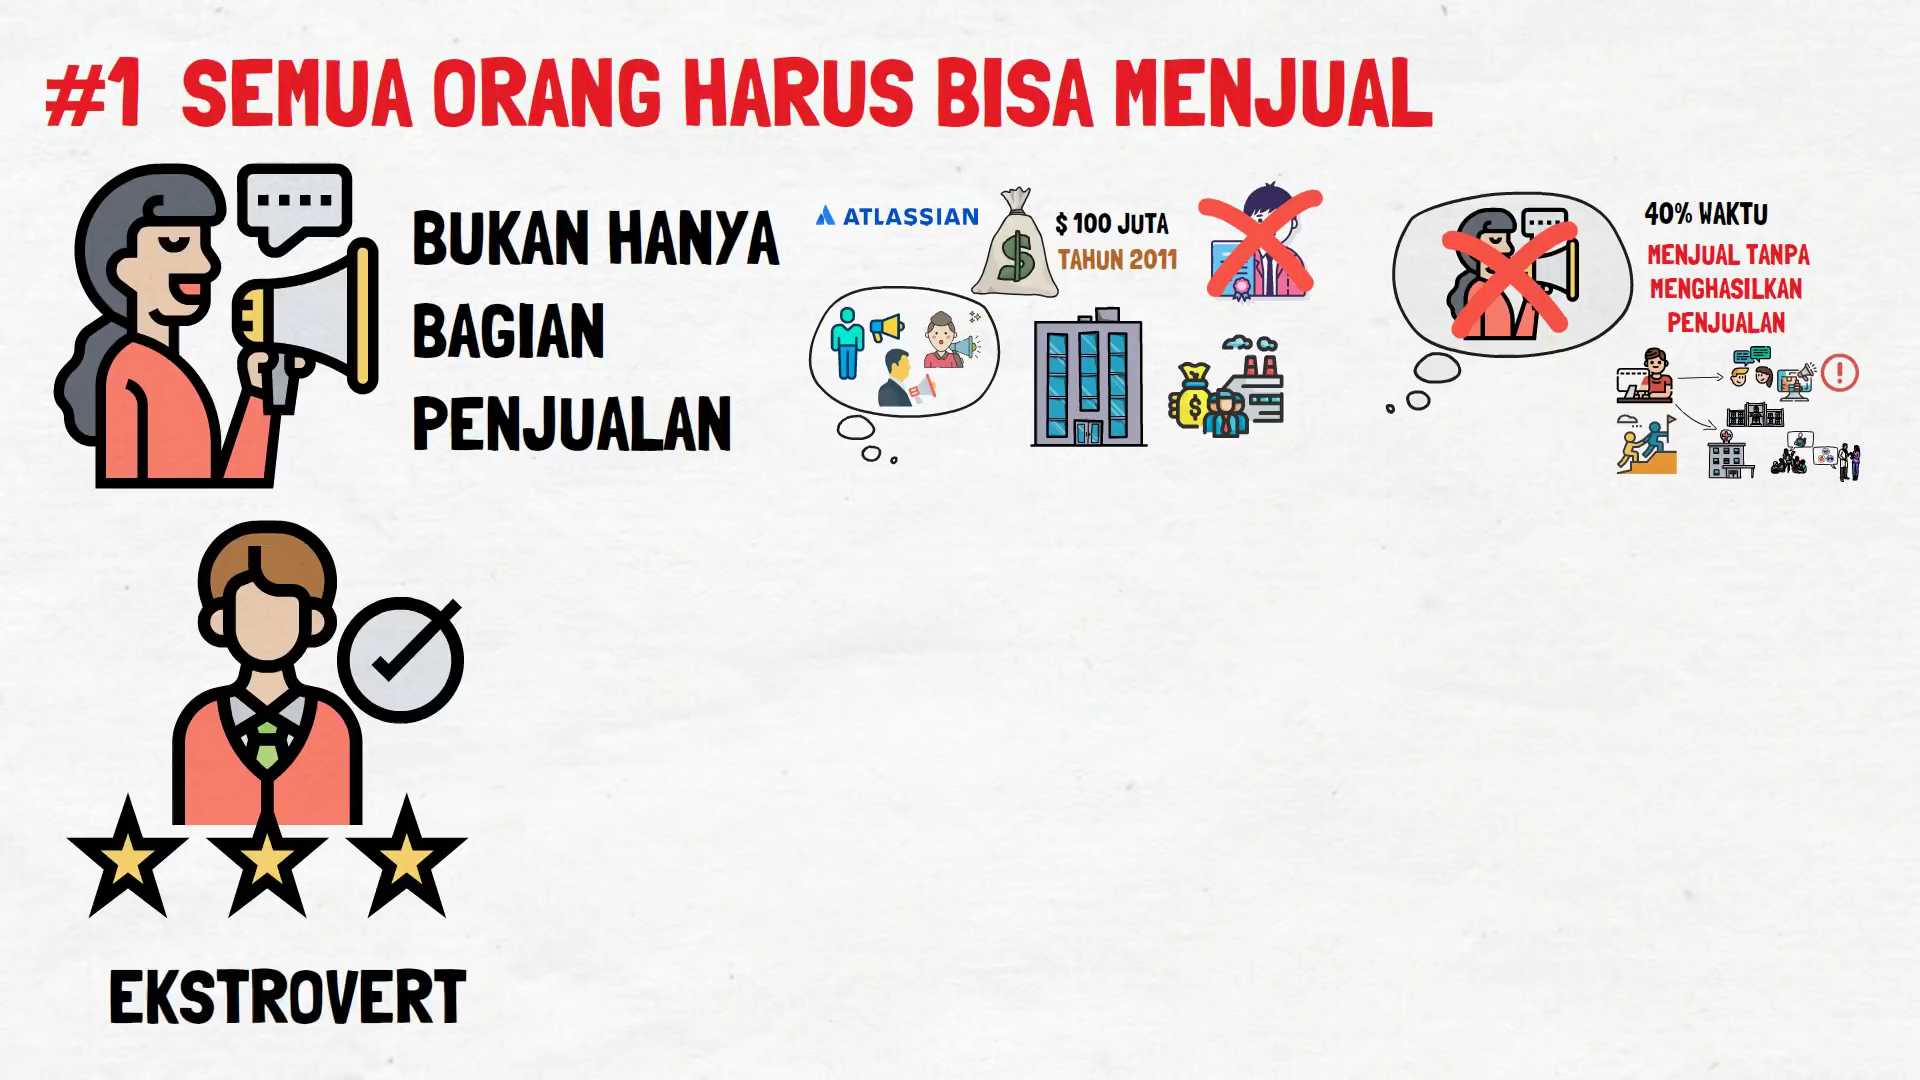 #1 SEMUA ORANG HARUS BISA MENJUAL
BUKAN HANYA
BAGIAN
PENJUALAN
ATLASSIAN
$ 100 JUTA
TAHUN 2011
40% WAKTU
MENJUAL TANPA
MENGHASILKAN
PENJUALAN
EKSTROVERT